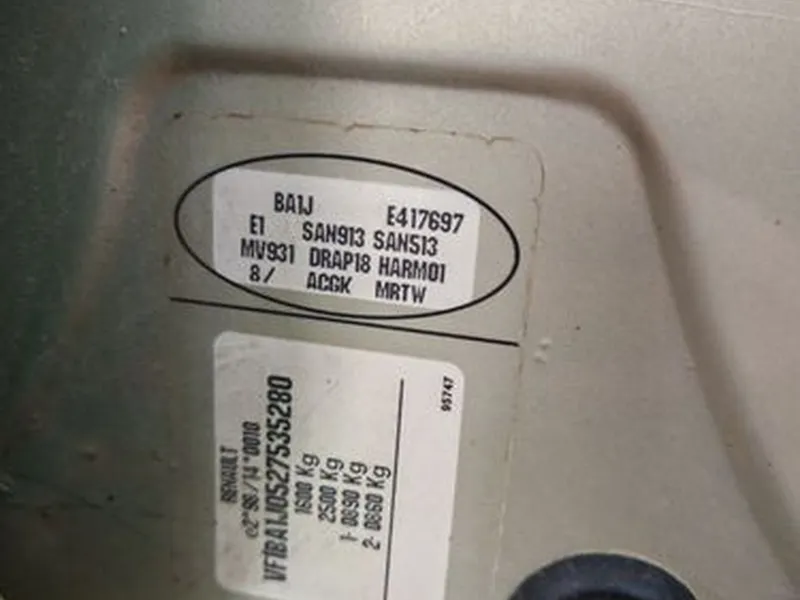 BA1J E417697
E1 SAN913 SAN513
MV931 DRAP18 HARM01
8/ ACGK MRTW
RENAULT
e2*98/14*0010
VF1BA1J0527535280
1600 Kg
2500 Kg
1- 0890 Kg
2- 0860 Kg
95747